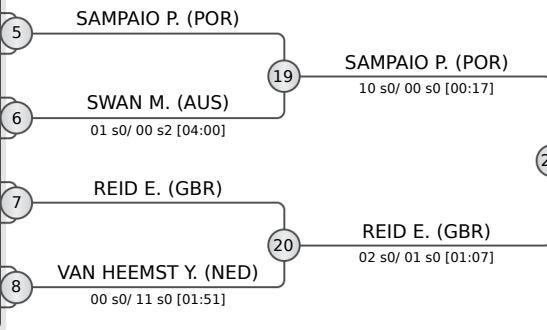 SAMPAIO P. (POR)
5
19
SAMPAIO P. (POR)
10 s0/ 00 s0 [00:17]
SWAN M. (AUS)
6
01 s0/ 00 s2 [04:00]
REID E. (GBR)
7
20
REID E. (GBR)
02 s0/ 01 s0 [01:07]
VAN HEEMST Y. (NED)
8
00 s0/ 11 s0 [01:51]